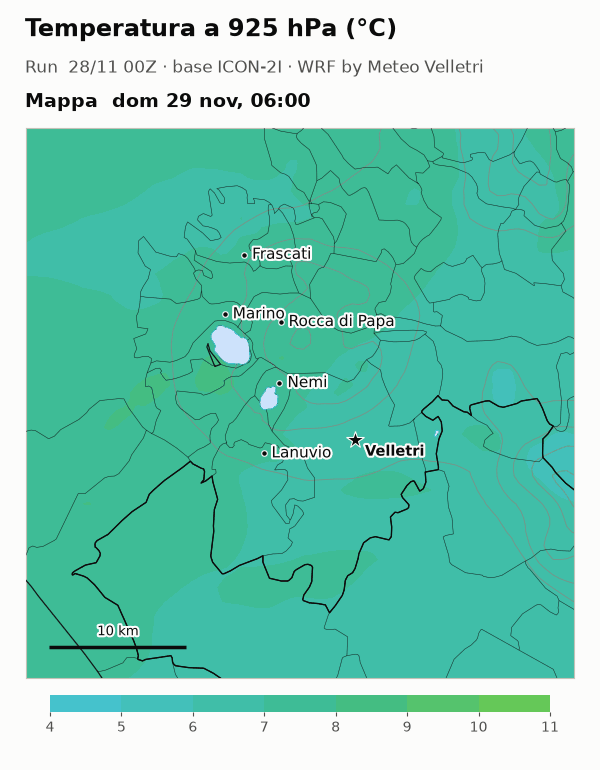 Temperatura a 925 hPa (°C)
Run  28/11 00Z · base ICON-2I · WRF by Meteo Velletri
Mappa  dom 29 nov, 06:00
Frascati
Marino
Rocca di Papa
Nemi
Velletri
Lanuvio
10 km
4 5 6 7 8 9 10 11